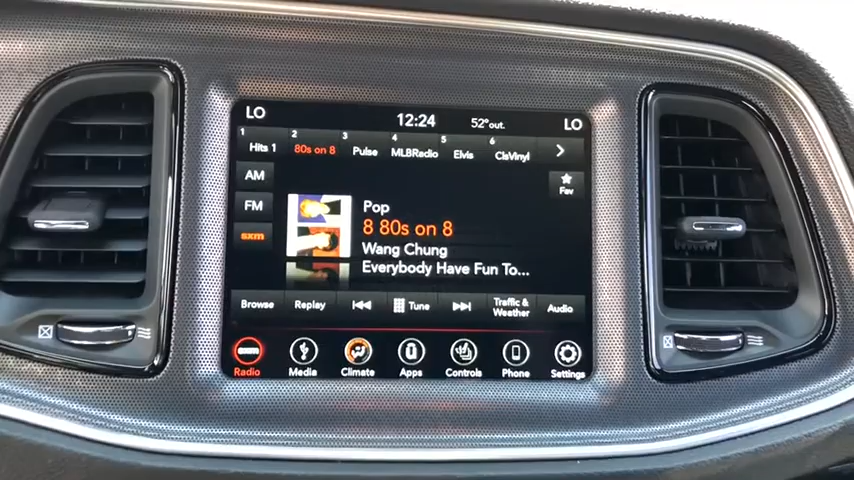 LO 12:24 52°out. LO
1 2 3 4 5 6
Hits 1 80s on 8 Pulse MLBRadio Elvis ClsVinyl
AM
FM
sxm
Fav
Pop
8 80s on 8
Wang Chung
Everybody Have Fun To...
Browse Replay Tune Traffic & Weather Audio
sxm
Radio Media Climate Apps Controls Phone Settings